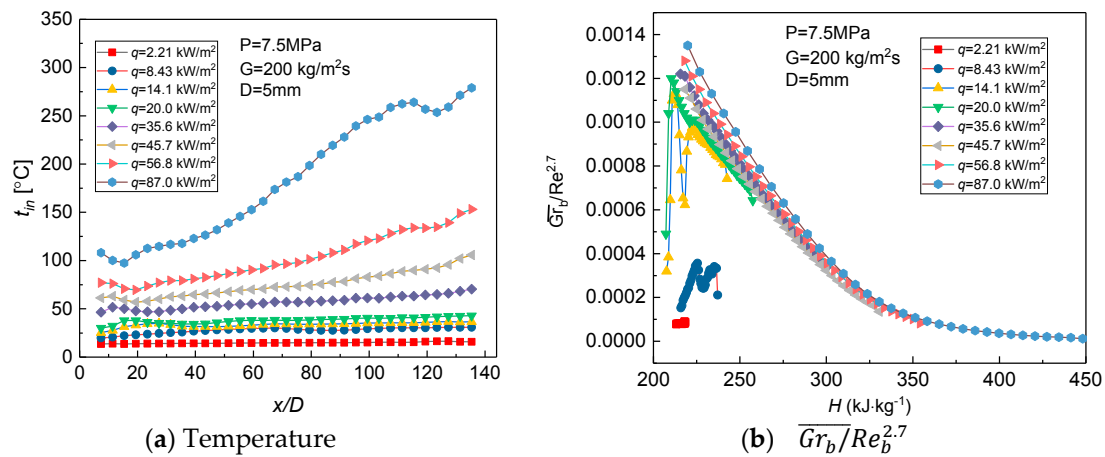 350
300
250
200
150
100
50
0
t_in [°C]
0 20 40 60 80 100 120 140
x/D
P=7.5MPa
G=200 kg/m²s
D=5mm
q=2.21 kW/m²
q=8.43 kW/m²
q=14.1 kW/m²
q=20.0 kW/m²
q=35.6 kW/m²
q=45.7 kW/m²
q=56.8 kW/m²
q=87.0 kW/m²
(a) Temperature
0.0014
0.0012
0.0010
0.0008
0.0006
0.0004
0.0002
0.0000
G̅r̅_b/Re^2.7
200 250 300 350 400 450
H (kJ·kg⁻¹)
P=7.5MPa
G=200 kg/m²s
D=5mm
q=2.21 kW/m²
q=8.43 kW/m²
q=14.1 kW/m²
q=20.0 kW/m²
q=35.6 kW/m²
q=45.7 kW/m²
q=56.8 kW/m²
q=87.0 kW/m²
(b) G̅r̅_b̅/Re_b^2.7